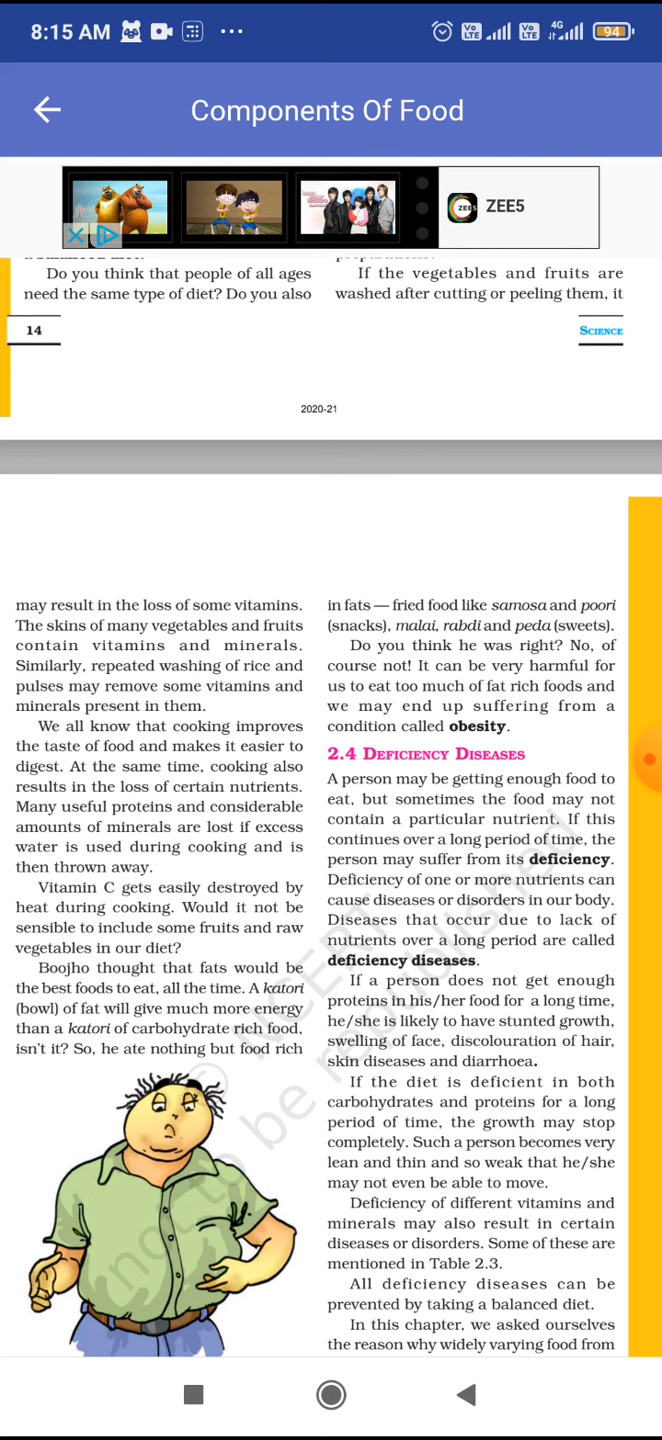 8:15 AM
Vo LTE Vo LTE 4G 94
Components Of Food
ZEE5
Do you think that people of all ages
need the same type of diet? Do you also
If the vegetables and fruits are
washed after cutting or peeling them, it
14
SCIENCE
2020-21
may result in the loss of some vitamins.
The skins of many vegetables and fruits
contain vitamins and minerals.
Similarly, repeated washing of rice and
pulses may remove some vitamins and
minerals present in them.
We all know that cooking improves
the taste of food and makes it easier to
digest. At the same time, cooking also
results in the loss of certain nutrients.
Many useful proteins and considerable
amounts of minerals are lost if excess
water is used during cooking and is
then thrown away.
Vitamin C gets easily destroyed by
heat during cooking. Would it not be
sensible to include some fruits and raw
vegetables in our diet?
Boojho thought that fats would be
the best foods to eat, all the time. A katori
(bowl) of fat will give much more energy
than a katori of carbohydrate rich food,
isn't it? So, he ate nothing but food rich
in fats — fried food like samosa and poori
(snacks), malai, rabdi and peda (sweets).
Do you think he was right? No, of
course not! It can be very harmful for
us to eat too much of fat rich foods and
we may end up suffering from a
condition called obesity.
2.4 DEFICIENCY DISEASES
A person may be getting enough food to
eat, but sometimes the food may not
contain a particular nutrient. If this
continues over a long period of time, the
person may suffer from its deficiency.
Deficiency of one or more nutrients can
cause diseases or disorders in our body.
Diseases that occur due to lack of
nutrients over a long period are called
deficiency diseases.
If a person does not get enough
proteins in his/her food for a long time,
he/she is likely to have stunted growth,
swelling of face, discolouration of hair,
skin diseases and diarrhoea.
If the diet is deficient in both
carbohydrates and proteins for a long
period of time, the growth may stop
completely. Such a person becomes very
lean and thin and so weak that he/she
may not even be able to move.
Deficiency of different vitamins and
minerals may also result in certain
diseases or disorders. Some of these are
mentioned in Table 2.3.
All deficiency diseases can be
prevented by taking a balanced diet.
In this chapter, we asked ourselves
the reason why widely varying food from
© NCERT
not to be republished